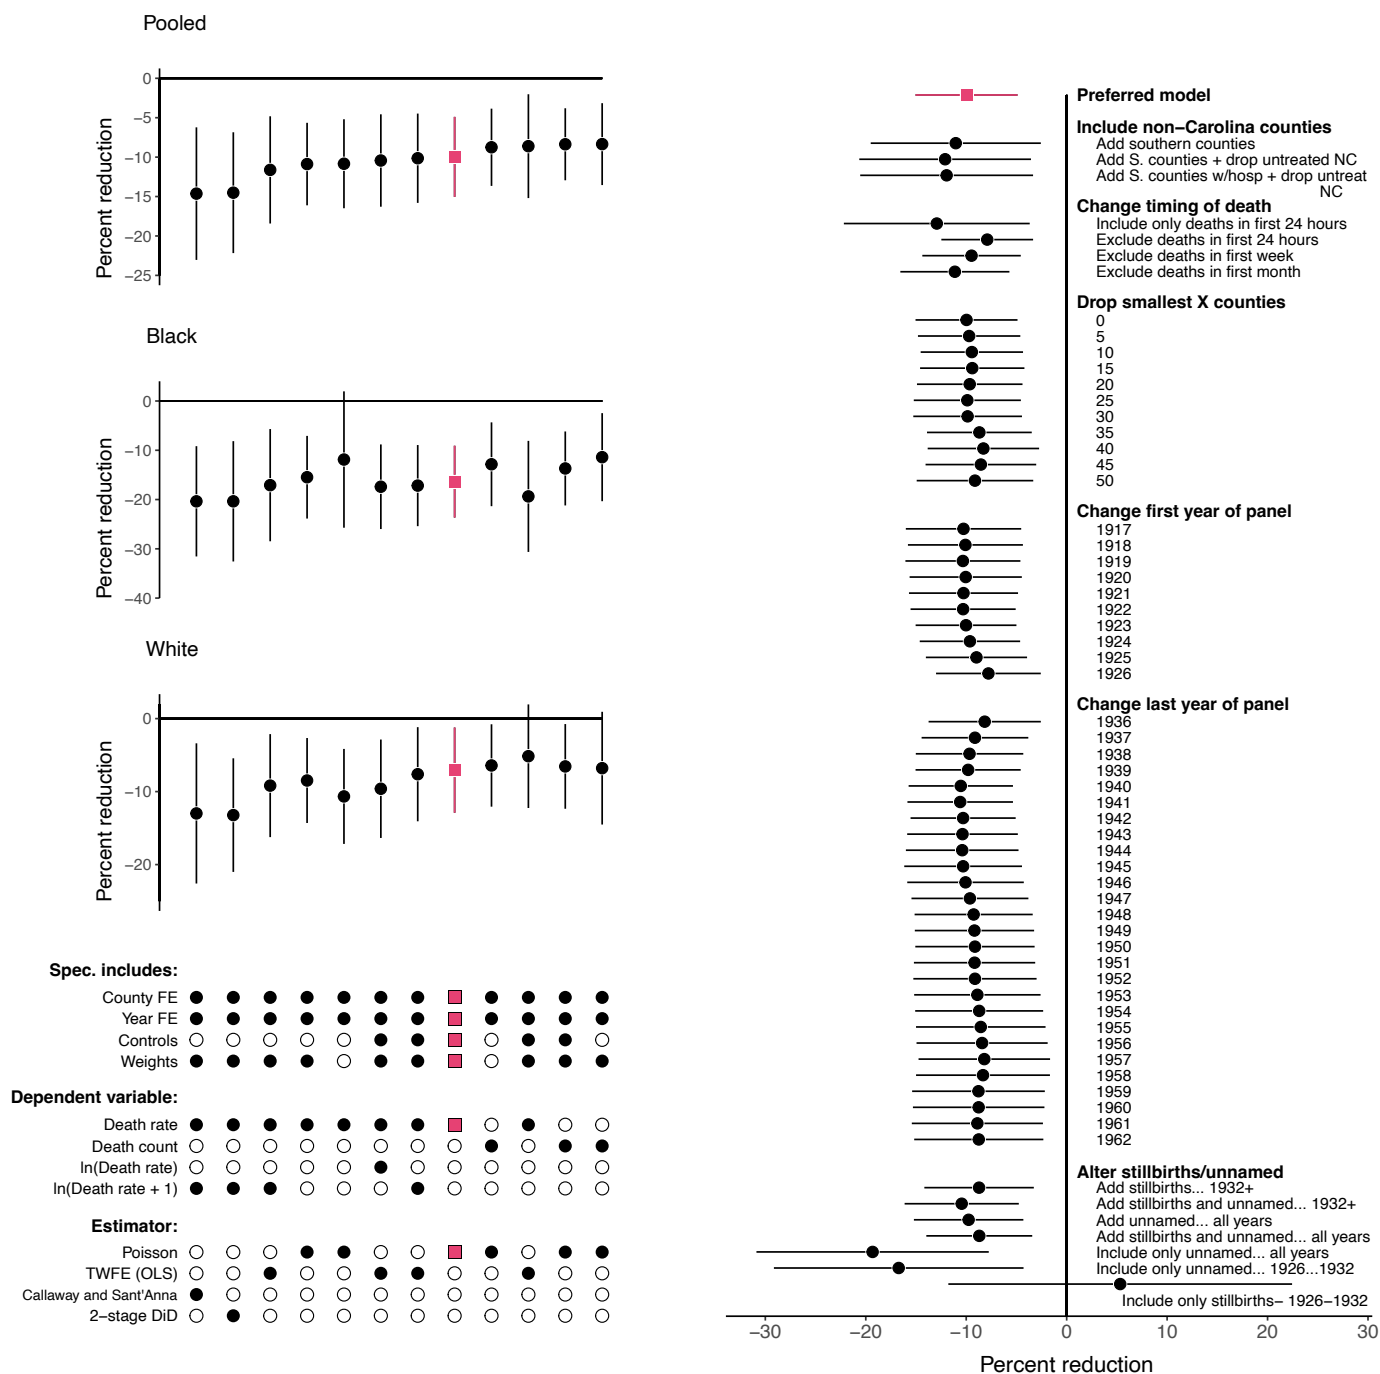 Pooled
Percent reduction
0
−5
−10
−15
−20
−25
Black
Percent reduction
0
−10
−20
−30
−40
White
Percent reduction
0
−10
−20
Spec. includes:
County FE
Year FE
Controls
Weights
Dependent variable:
Death rate
Death count
ln(Death rate)
ln(Death rate + 1)
Estimator:
Poisson
TWFE (OLS)
Callaway and Sant'Anna
2−stage DiD
Preferred model
Include non−Carolina counties
Add southern counties
Add S. counties + drop untreated NC
Add S. counties w/hosp + drop untreat
NC
Change timing of death
Include only deaths in first 24 hours
Exclude deaths in first 24 hours
Exclude deaths in first week
Exclude deaths in first month
Drop smallest X counties
0
5
10
15
20
25
30
35
40
45
50
Change first year of panel
1917
1918
1919
1920
1921
1922
1923
1924
1925
1926
Change last year of panel
1936
1937
1938
1939
1940
1941
1942
1943
1944
1945
1946
1947
1948
1949
1950
1951
1952
1953
1954
1955
1956
1957
1958
1959
1960
1961
1962
Alter stillbirths/unnamed
Add stillbirths... 1932+
Add stillbirths and unnamed... 1932+
Add unnamed... all years
Add stillbirths and unnamed... all years
Include only unnamed... all years
Include only unnamed... 1926...1932
Include only stillbirths− 1926−1932
−30 −20 −10 0 10 20 30
Percent reduction